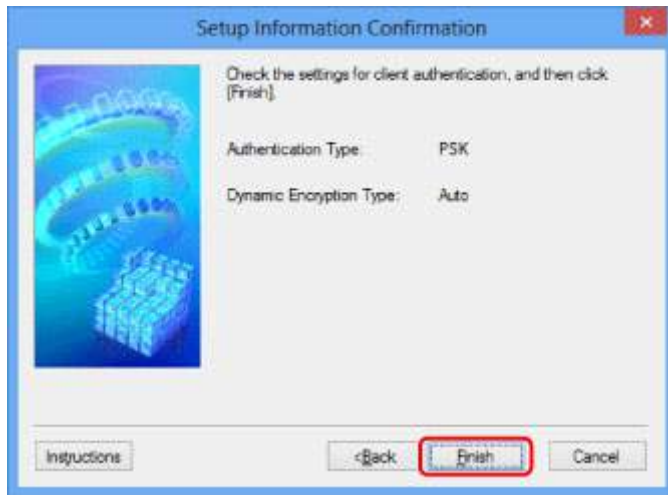 Setup Information Confirmation
Check the settings for client authentication, and then click
[Finish].
Authentication Type: PSK
Dynamic Encryption Type: Auto
Instructions <Back Finish Cancel